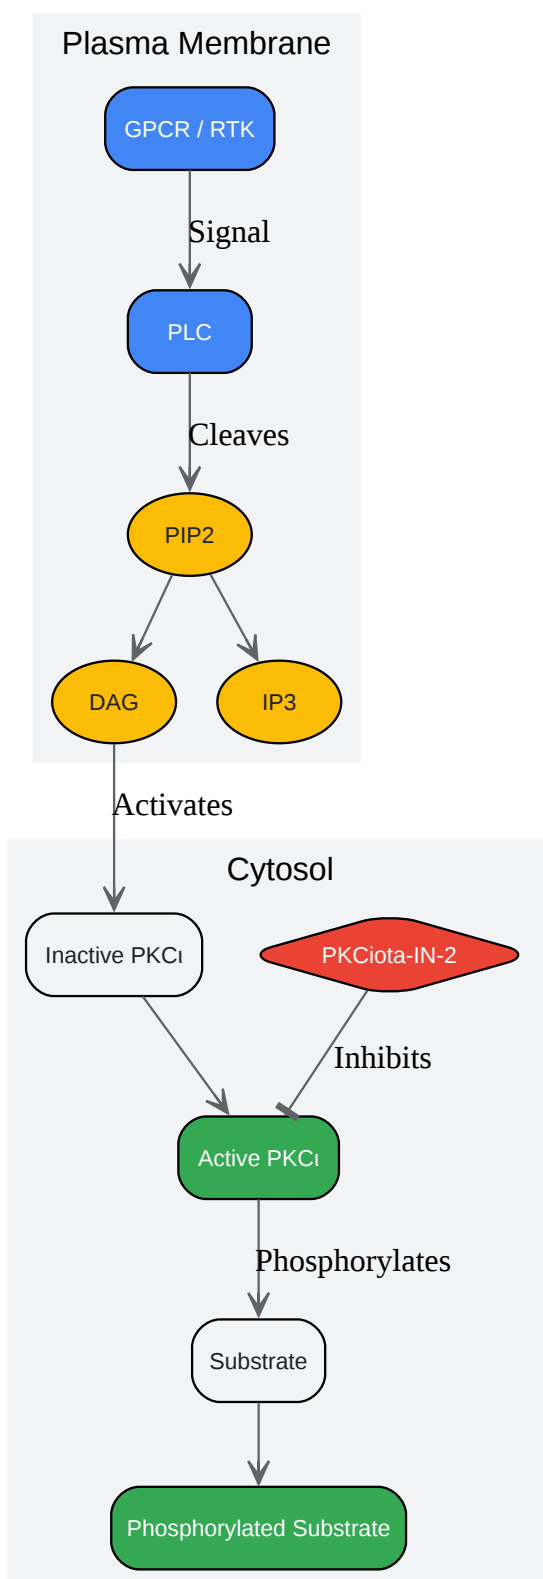 Plasma Membrane
GPCR / RTK
Signal
PLC
Cleaves
PIP2
DAG
IP3
Activates
Cytosol
Inactive PKCι
PKCiota-IN-2
Inhibits
Active PKCι
Phosphorylates
Substrate
Phosphorylated Substrate